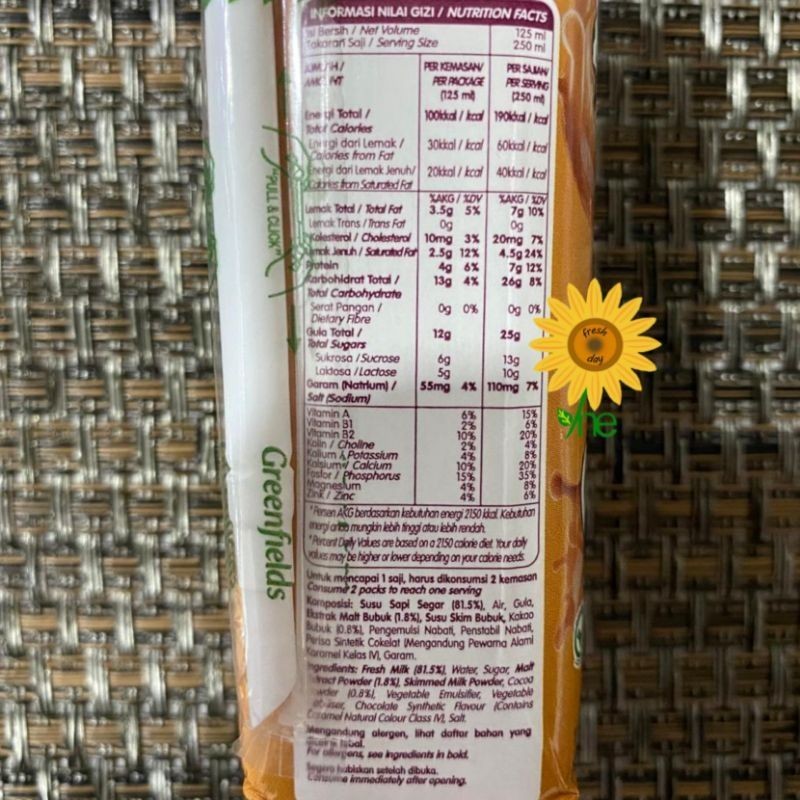 INFORMASI NILAI GIZI / NUTRITION FACTS
Bersih / Net Volume 125 ml
Takaran Saji / Serving Size 250 ml
PER KEMASAN/ PER SAJIAN/
PER PACKAGE PER SERVING
(125 ml) (250 ml)
Energi Total / 100kkal / kcal 190kkal / kcal
Total Calories
Energi dari Lemak / 30kkal / kcal 60kkal / kcal
Calories from Fat
Energi dari Lemak Jenuh/ 20kkal / kcal 40kkal / kcal
Calories from Saturated Fat
%AKG / %DV %AKG / %DV
Lemak Total / Total Fat 3.5g 5% 7g 10%
Lemak Trans / Trans Fat 0g 0g
Kolesterol / Cholesterol 10mg 3% 20mg 7%
Lemak Jenuh / Saturated Fat 2.5g 12% 4.5g 24%
Protein 4g 6% 7g 12%
Karbohidrat Total / 13g 4% 26g 8%
Total Carbohydrate
Serat Pangan / 0g 0% 0g 0%
Dietary Fibre
Gula Total / 12g 25g
Total Sugars
Sukrosa / Sucrose 6g 13g
Laktosa / Lactose 5g 10g
Garam (Natrium) / 55mg 4% 110mg 7%
Salt (Sodium)
Vitamin A 6% 15%
Vitamin B1 2% 6%
Vitamin B2 10% 20%
Kolin / Choline 2% 4%
Kalium / Potassium 4% 8%
Kalsium / Calcium 10% 20%
Fosfor / Phosphorus 15% 35%
Magnesium 4% 8%
Zink / Zinc 4% 6%
*Persen AKG berdasarkan kebutuhan energi 2150 kkal. Kebutuhan
energi anda mungkin lebih tinggi atau lebih rendah.
*Percent Daily Values are based on a 2150 calorie diet. Your daily
values may be higher or lower depending on your calorie needs.
Untuk mencapai 1 saji, harus dikonsumsi 2 kemasan
Consume 2 packs to reach one serving
Komposisi: Susu Sapi Segar (81.5%), Air, Gula,
Ekstrak Malt Bubuk (1.8%), Susu Skim Bubuk, Kakao
Bubuk (0.8%), Pengemulsi Nabati, Penstabil Nabati,
Perisa Sintetik Cokelat (Mengandung Pewarna Alami
Karamel Kelas IV), Garam.
Ingredients: Fresh Milk (81.5%), Water, Sugar, Malt
Extract Powder (1.8%), Skimmed Milk Powder, Cocoa
Powder (0.8%), Vegetable Emulsifier, Vegetable
Stabiliser, Chocolate Synthetic Flavour (Contains
Caramel Natural Colour Class IV), Salt.
Mengandung alergen, lihat daftar bahan yang
dicetak tebal.
For allergens, see ingredients in bold.
Segera habiskan setelah dibuka.
Consume immediately after opening.
"PULL & CLICK"
Greenfields
fresh
day
yhe